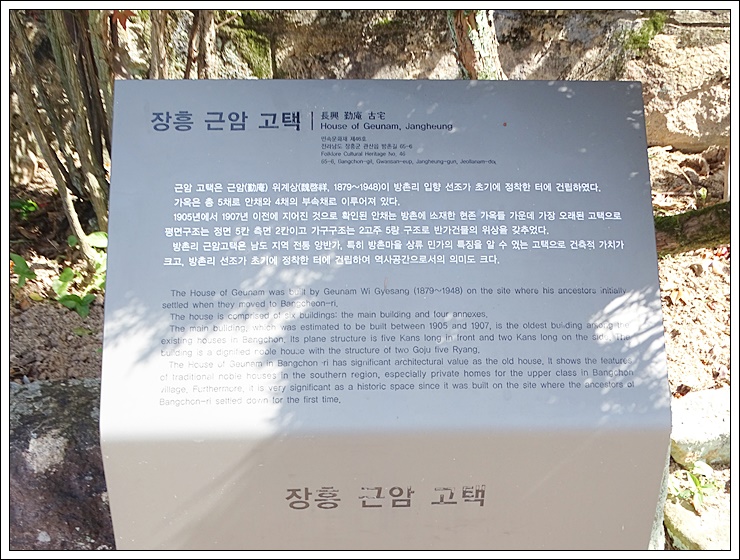 장흥 근암 고택
長興 勤庵 古宅
House of Geunam, Jangheung
민속문화재 제46호
전라남도 장흥군 관산읍 방촌길 65-6
Folklore Cultural Heritage No. 46
65-6, Bangchon-gil, Gwansan-eup, Jangheung-gun, Jeollanam-do,
근암 고택은 근암(勤庵) 위계상(魏啓祥, 1879~1948)이 방촌리 입향 선조가 초기에 정착한 터에 건립하였다.
가옥은 총 5채로 안채와 4채의 부속채로 이루어져 있다.
1905년에서 1907년 이전에 지어진 것으로 확인된 안채는 방촌에 소재한 현존 가옥들 가운데 가장 오래된 고택으로
평면구조는 정면 5칸 측면 2칸이고 가구구조는 2고주 5량 구조로 반가건물의 위상을 갖추었다.
방촌리 근암고택은 남도 지역 전통 양반가, 특히 방촌마을 상류 민가의 특징을 알 수 있는 고택으로 건축적 가치가
크고, 방촌리 선조가 초기에 정착한 터에 건립하여 역사공간으로서의 의미도 크다.
The House of Geunam was built by Geunam Wi Gyesang (1879~1948) on the site where his ancestors initially
settled when they moved to Bangcheon-ri.
The house is comprised of six buildings: the main building and four annexes.
The main building, which was estimated to be built between 1905 and 1907, is the oldest building among the
existing houses in Bangchon. Its plane structure is five Kans long in front and two Kans long on the side. The
building is a dignified noble house with the structure of two Goju five Ryang.
The House of Geunam in Bangchon-ri has significant architectural value as the old house. It shows the features
of traditional noble houses in the southern region, especially private homes for the upper class in Bangchon
village. Furthermore, it is very significant as a historic space since it was built on the site where the ancestors of
Bangchon-ri settled down for the first time.
장흥 근암 고택